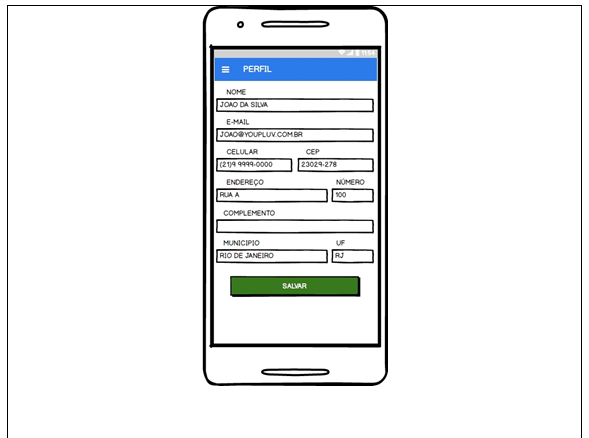 PERFIL
NOME
JOAO DA SILVA
E-MAIL
JOAO@YOUPLUV.COM.BR
CELULAR CEP
(21)9 9999-0000 23029-278
ENDEREÇO NÚMERO
RUA A 100
COMPLEMENTO
MUNICIPIO UF
RIO DE JANEIRO RJ
SALVAR